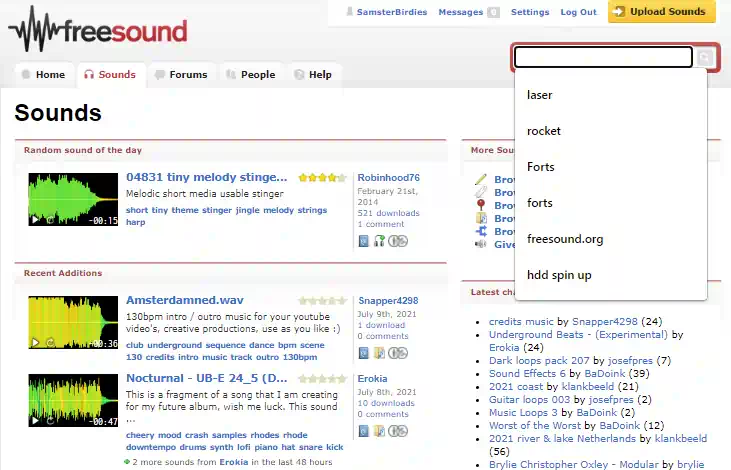 SamsterBirdies Messages 0 Settings Log Out Upload Sounds
freesound
Home Sounds Forums People Help
laser
rocket
Forts
forts
freesound.org
hdd spin up
Sounds
Random sound of the day
04831 tiny melody stinge...
Melodic short media usable stinger
short tiny theme stinger jingle melody strings
harp
-00:15
Robinhood76
February 21st,
2014
521 downloads
1 comment
Recent Additions
Amsterdamned.wav
130bpm intro / outro music for your youtube
video's, creative productions, use as you like :)
club underground sequence dance bpm scene
130 credits intro music track outro 130bpm
-00:36
Snapper4298
July 9th, 2021
1 download
0 comments
Nocturnal - UB-E 24_5 (D...
This is a fragment of a song that I am creating
for my future album, wish me luck. This sound
...
cheery mood crash samples rhodes rhode
downtempo drums synth lofi piano hat snare kick
2 more sounds from Erokia in the last 48 hours
-00:47
Erokia
July 8th, 2021
10 downloads
0 comments
More Sou
Brow
Brow
Brow
Brow
Brow
Give
Latest cha
credits music by Snapper4298 (24)
Underground Beats - (Experimental) by
Erokia (24)
Dark loops pack 207 by josefpres (7)
Sound Effects 6 by BaDoink (39)
2021 coast by klankbeeld (21)
Guitar loops 003 by josefpres (2)
Music Loops 3 by BaDoink (2)
Worst of the Worst by BaDoink (12)
2021 river & lake Netherlands by klankbeeld
(56)
Brylie Christopher Oxley - Modular by brylie